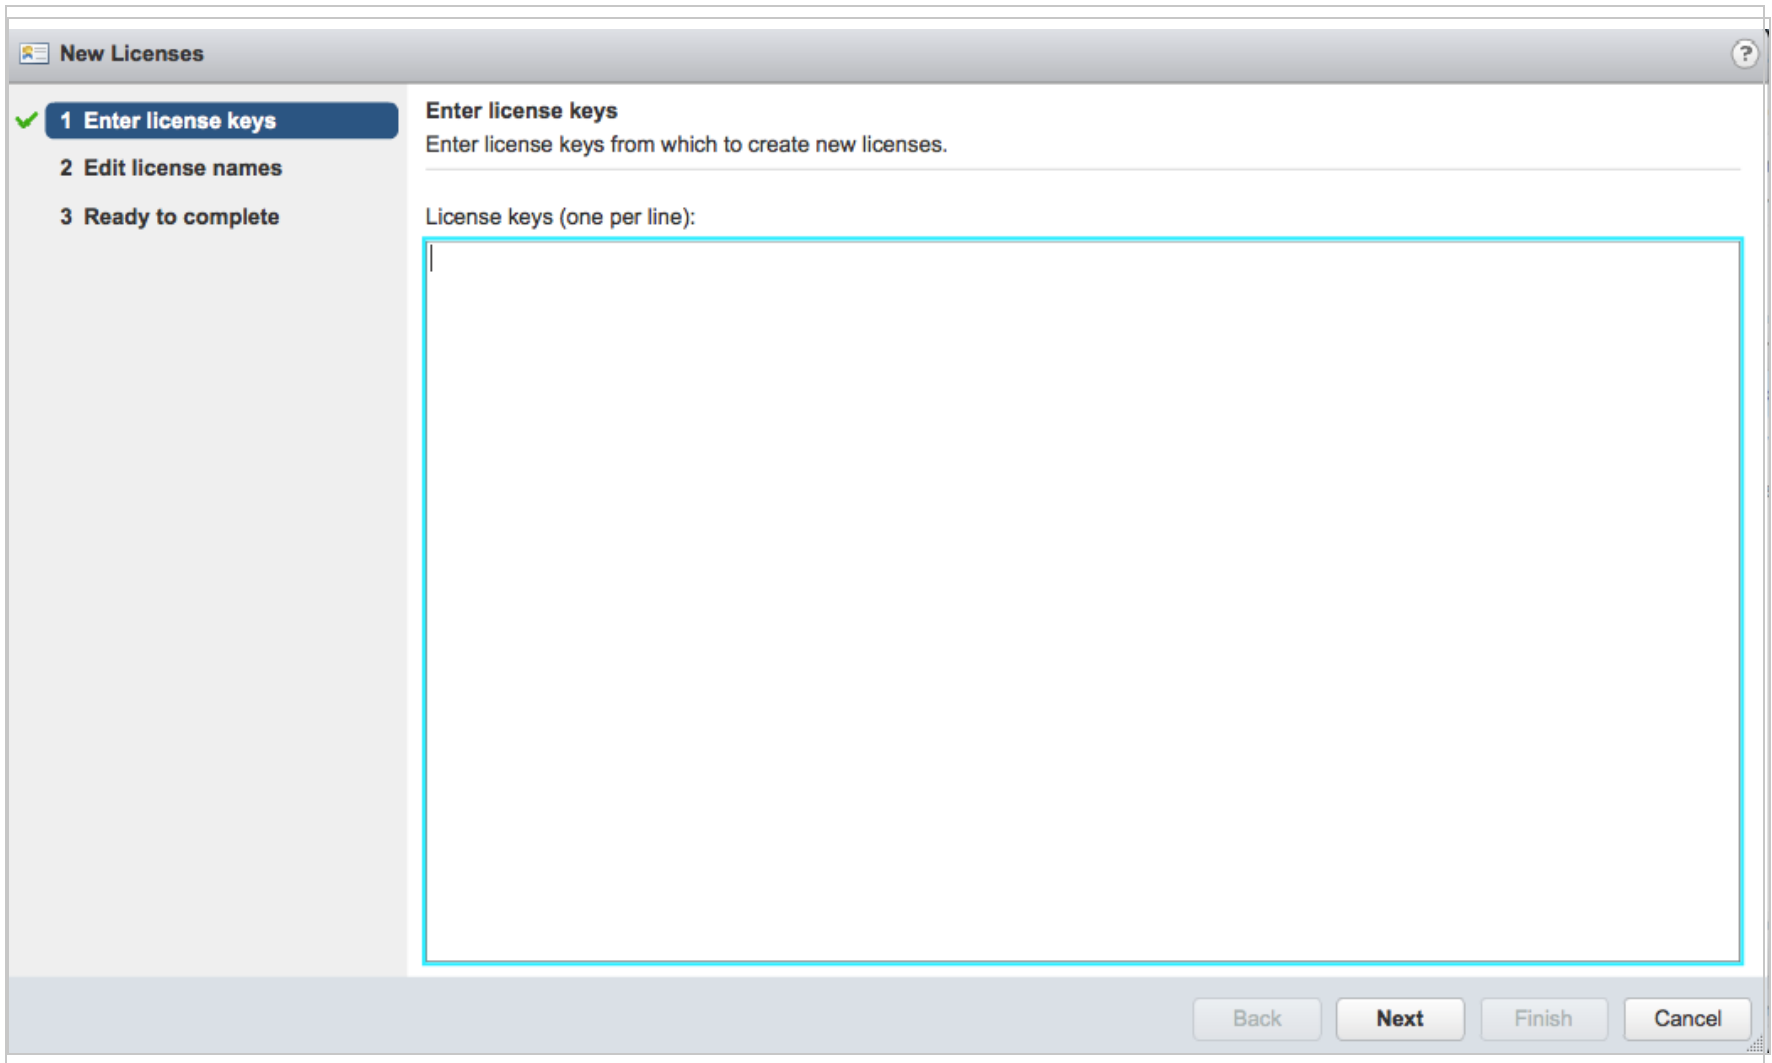 New Licenses
?
1 Enter license keys
2 Edit license names
3 Ready to complete
Enter license keys
Enter license keys from which to create new licenses.
License keys (one per line):
Back
Next
Finish
Cancel